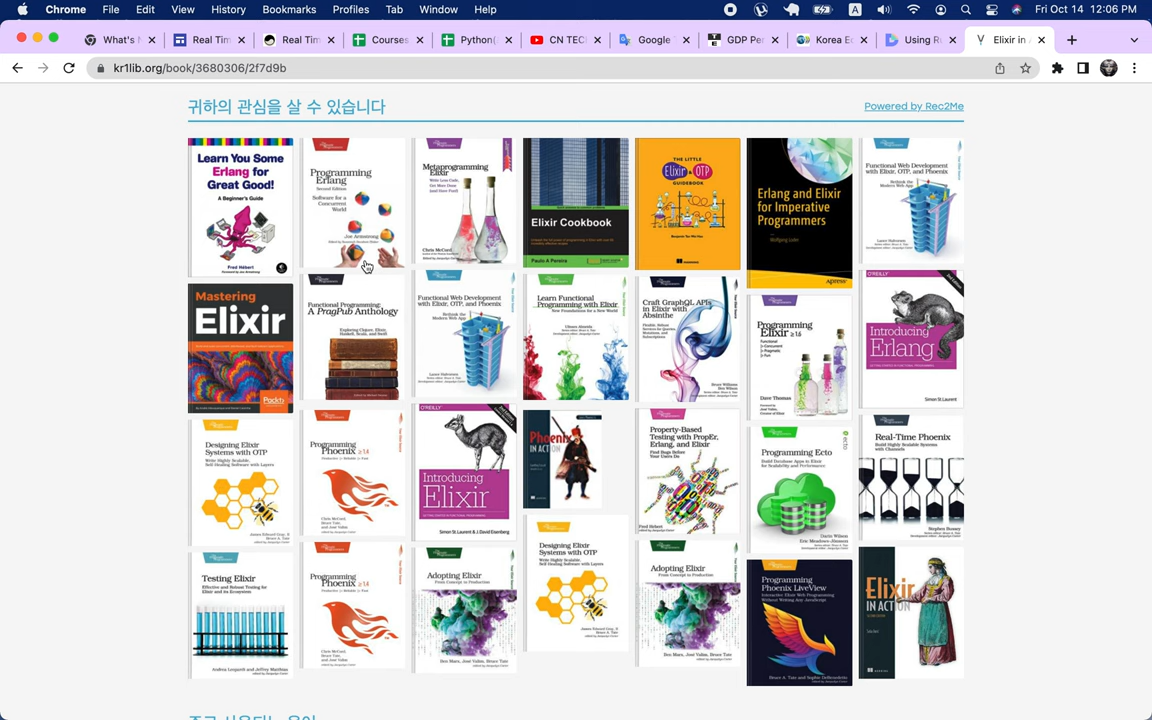 Chrome File Edit View History Bookmarks Profiles Tab Window Help
A Fri Oct 14 12:06 PM
What's N
Real Tim
Real Tim
Courses
Python(
CN TECH
Google
GDP Per
Korea Ec
Using R
Elixir in
kr1lib.org/book/3680306/2f7d9b
귀하의 관심을 살 수 있습니다
Powered by Rec2Me
Learn You Some
Erlang for
Great Good!
A Beginner's Guide
Fred Hébert
Programming
Erlang
Second Edition
Software for a
Concurrent
World
Joe Armstrong
Metaprogramming
Elixir
Write Less Code,
Get More Done
(and Have Fun!)
Chris McCord
Elixir Cookbook
Paulo A Pereira
THE LITTLE
Elixir & OTP
GUIDEBOOK
Benjamin Tan Wei Hao
Erlang and Elixir
for Imperative
Programmers
Wolfgang Loder
Apress
Functional Web Development
with Elixir, OTP, and Phoenix
Rethink the
Modern Web App
Lance Halvorsen
Mastering
Elixir
Packt
Functional Programming:
A PragPub Anthology
Exploring Clojure, Elixir,
Haskell, Scala, and Swift
Functional Web Development
with Elixir, OTP, and Phoenix
Rethink the
Modern Web App
Lance Halvorsen
Learn Functional
Programming with Elixir
New Foundations for a New World
Ulisses Almeida
Craft GraphQL APIs
in Elixir with
Absinthe
Flexible, Robust
Services for Queries,
Mutations, and
Subscriptions
Bruce Williams
Ben Wilson
Programming
Elixir ≥ 1.6
Functional
|> Concurrent
|> Pragmatic
|> Fun
Dave Thomas
O'REILLY
Introducing
Erlang
Simon St. Laurent
Designing Elixir
Systems with OTP
Write Highly Scalable,
Self-Healing Software with Layers
James Edward Gray, II
Bruce A. Tate
Programming
Phoenix ≥ 1.4
Productive |> Reliable |> Fast
Chris McCord,
Bruce Tate,
and José Valim
O'REILLY
Introducing
Elixir
Simon St. Laurent & J. David Eisenberg
Phoenix
IN ACTION
Property-Based
Testing with PropEr,
Erlang, and Elixir
Find Bugs Before
Your Users Do
Fred Hebert
Programming Ecto
Build Database Apps in Elixir
for Scalability and Performance
ecto
Darin Wilson
Eric Meadows-Jönsson
Real-Time Phoenix
Build Highly Scalable Systems
with Channels
Stephen Bussey
Testing Elixir
Effective and Robust Testing for
Elixir and its Ecosystem
Andrea Leopardi and Jeffrey Matthias
Programming
Phoenix ≥ 1.4
Productive |> Reliable |> Fast
Chris McCord,
Bruce Tate,
and José Valim
Adopting Elixir
From Concept to Production
Ben Marx, José Valim, Bruce Tate
Designing Elixir
Systems with OTP
Write Highly Scalable,
Self-Healing Software with Layers
James Edward Gray, II
Bruce A. Tate
Adopting Elixir
From Concept to Production
Ben Marx, José Valim, Bruce Tate
Programming
Phoenix LiveView
Interactive Elixir Web Programming
Without Writing Any JavaScript
Bruce A. Tate and Sophie DeBenedetto
Elixir
IN ACTION